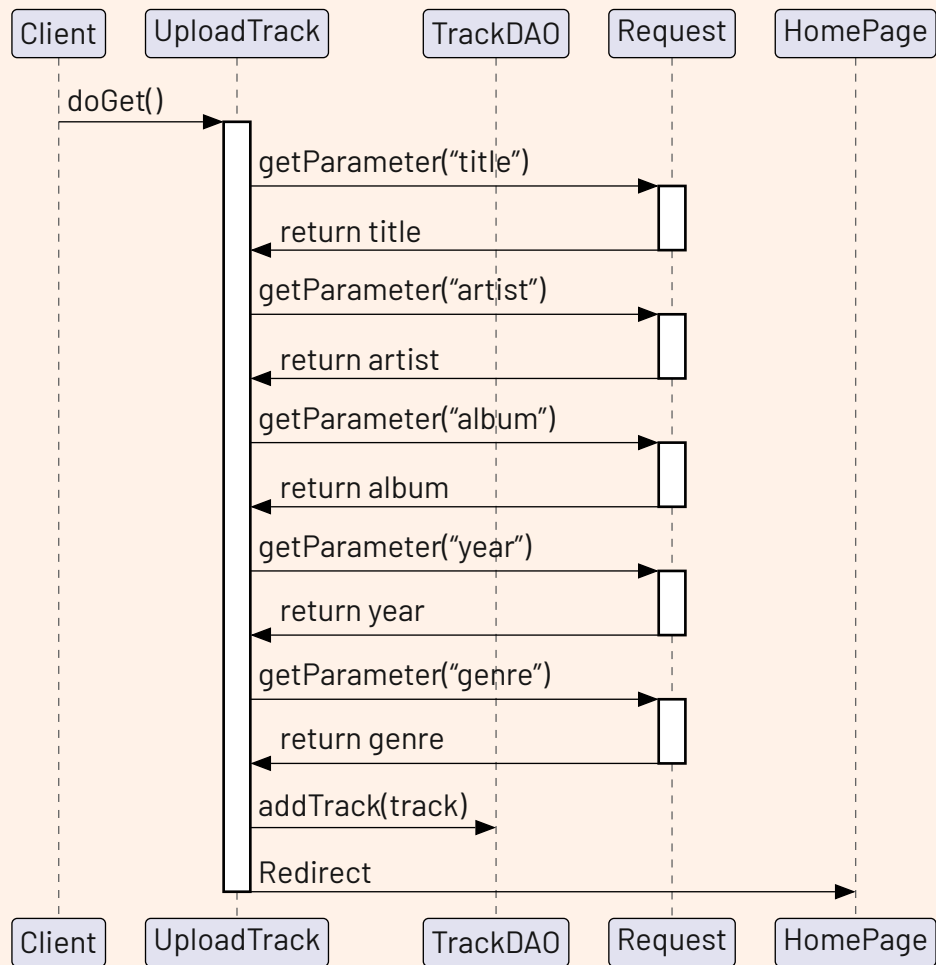 Client UploadTrack TrackDAO Request HomePage
doGet()
getParameter(“title”)
return title
getParameter(“artist”)
return artist
getParameter(“album”)
return album
getParameter(“year”)
return year
getParameter(“genre”)
return genre
addTrack(track)
Redirect
Client UploadTrack TrackDAO Request HomePage